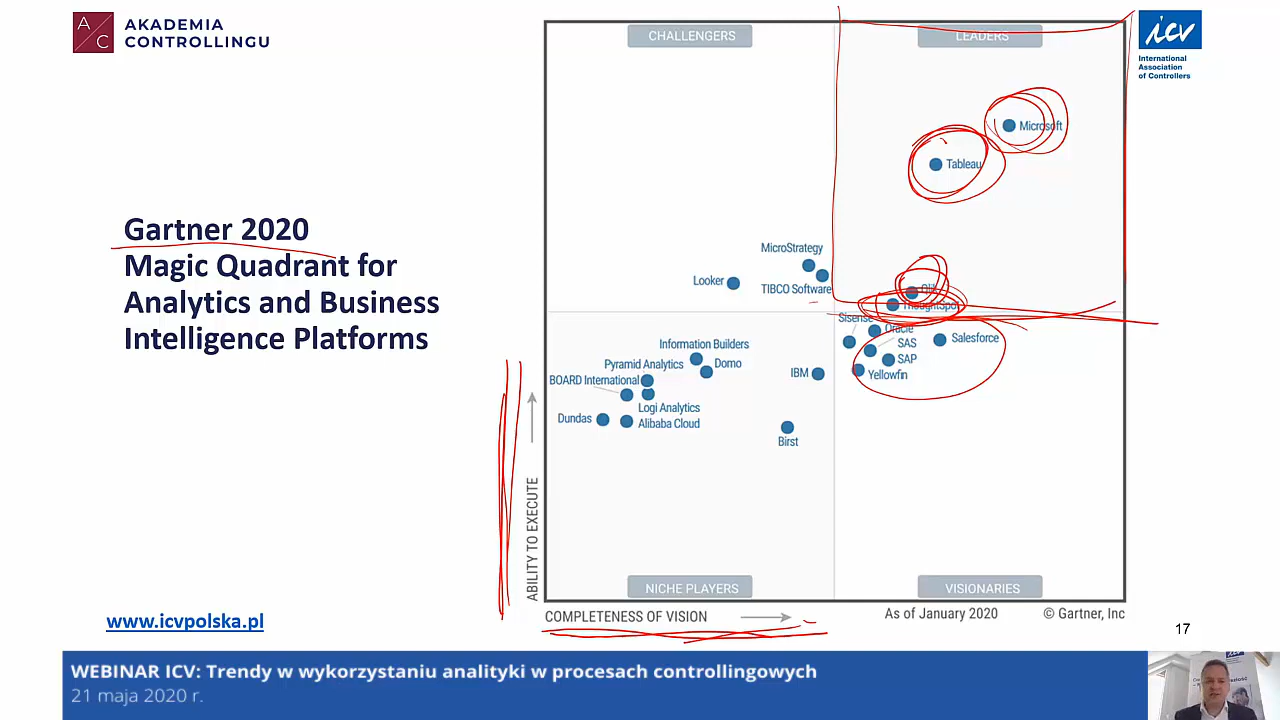 AKADEMIA
CONTROLLINGU
A
C
CHALLENGERS
LEADERS
icv
International
Association
of Controllers
Microsoft
Tableau
Gartner 2020
Magic Quadrant for
Analytics and Business
Intelligence Platforms
MicroStrategy
Looker
TIBCO Software
Qlik
ThoughtSpot
Sisense
Oracle
Salesforce
SAS
SAP
Yellowfin
IBM
Information Builders
Pyramid Analytics
Domo
BOARD International
Logi Analytics
Dundas
Alibaba Cloud
Birst
ABILITY TO EXECUTE
NICHE PLAYERS
VISIONARIES
COMPLETENESS OF VISION
As of January 2020
© Gartner, Inc
www.icvpolska.pl
17
WEBINAR ICV: Trendy w wykorzystaniu analityki w procesach controllingowych
21 maja 2020 r.